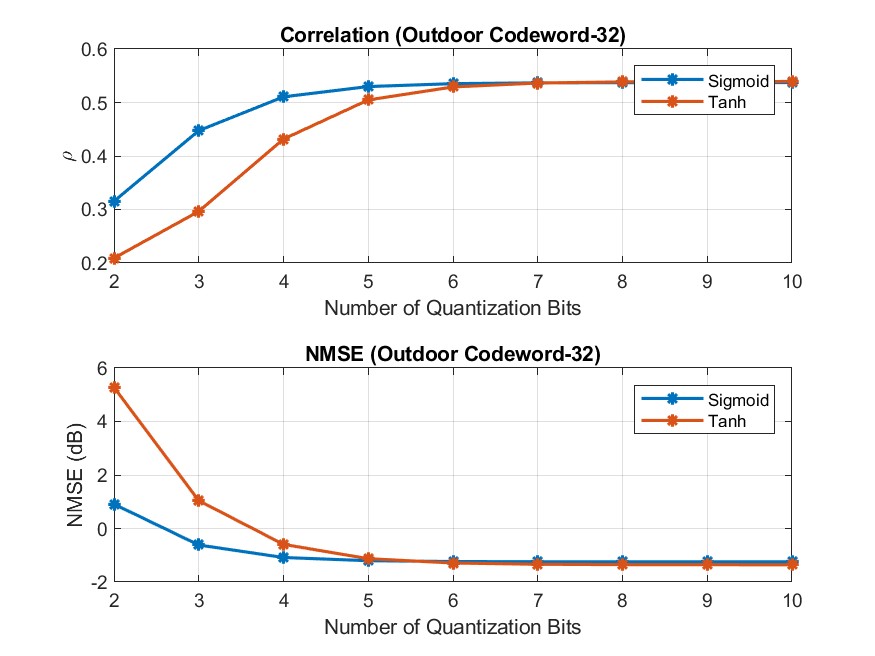 Correlation (Outdoor Codeword-32)
0.6
0.5
0.4
0.3
0.2
ρ
Sigmoid
Tanh
2 3 4 5 6 7 8 9 10
Number of Quantization Bits
NMSE (Outdoor Codeword-32)
6
4
2
0
-2
NMSE (dB)
Sigmoid
Tanh
2 3 4 5 6 7 8 9 10
Number of Quantization Bits